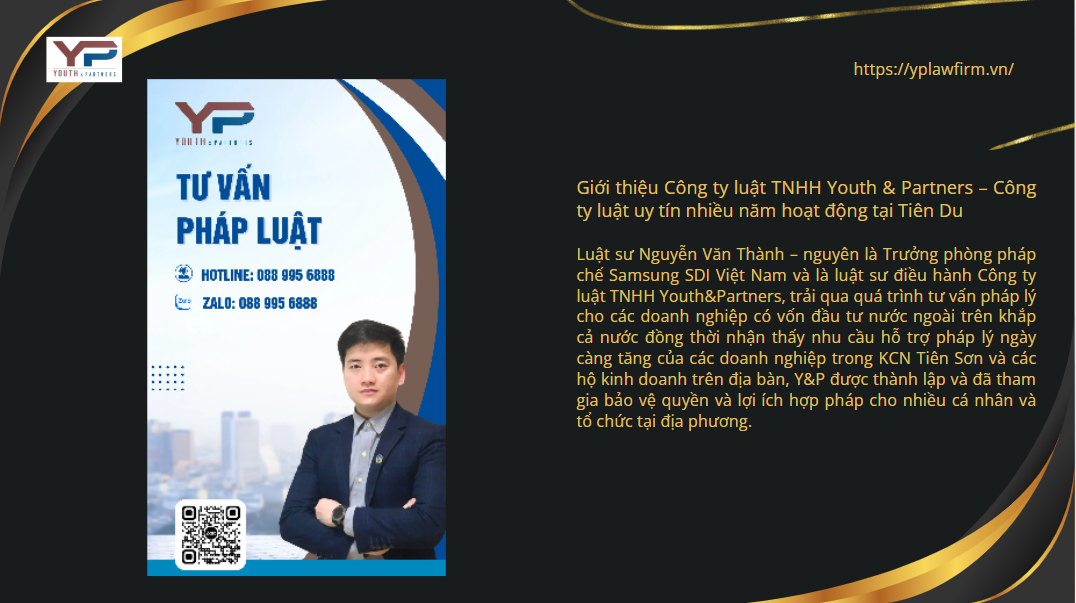 YP
YOUTH & PARTNERS
https://yplawfirm.vn/
YP
YOUTH & PARTNERS
TƯ VẤN
PHÁP LUẬT
HOTLINE: 088 995 6888
Zalo
ZALO: 088 995 6888
Giới thiệu Công ty luật TNHH Youth & Partners – Công
ty luật uy tín nhiều năm hoạt động tại Tiên Du
Luật sư Nguyễn Văn Thành – nguyên là Trưởng phòng pháp
chế Samsung SDI Việt Nam và là luật sư điều hành Công ty
luật TNHH Youth&Partners, trải qua quá trình tư vấn pháp lý
cho các doanh nghiệp có vốn đầu tư nước ngoài trên khắp
cả nước đồng thời nhận thấy nhu cầu hỗ trợ pháp lý ngày
càng tăng của các doanh nghiệp trong KCN Tiên Sơn và các
hộ kinh doanh trên địa bàn, Y&P được thành lập và đã tham
gia bảo vệ quyền và lợi ích hợp pháp cho nhiều cá nhân và
tổ chức tại địa phương.